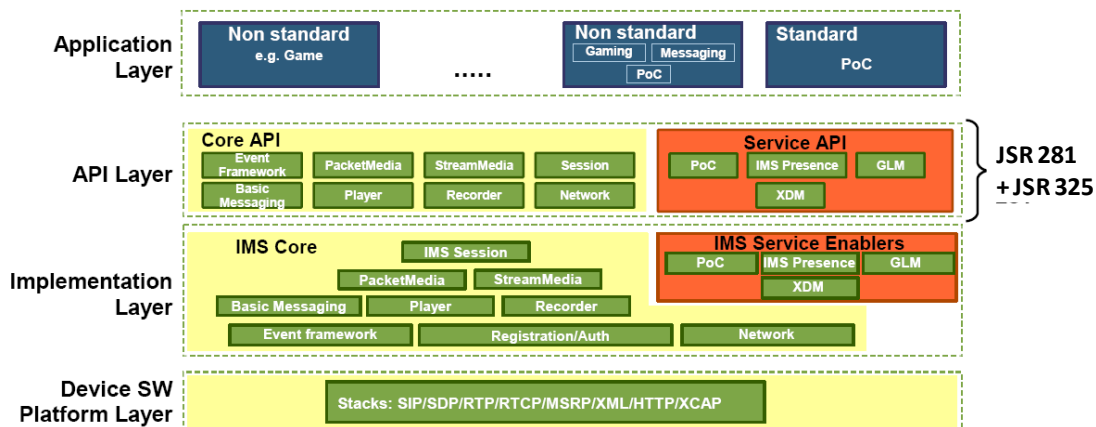 Application
Layer
Non standard
e.g. Game
.....
Non standard
Gaming
Messaging
PoC
Standard
PoC
API Layer
Core API
Event
Framework
PacketMedia
StreamMedia
Session
Basic
Messaging
Player
Recorder
Network
Service API
PoC
IMS Presence
GLM
XDM
JSR 281
+ JSR 325
Implementation
Layer
IMS Core
IMS Session
PacketMedia
StreamMedia
Basic Messaging
Player
Recorder
Event framework
Registration/Auth
Network
IMS Service Enablers
PoC
IMS Presence
GLM
XDM
Device SW
Platform Layer
Stacks: SIP/SDP/RTP/RTCP/MSRP/XML/HTTP/XCAP